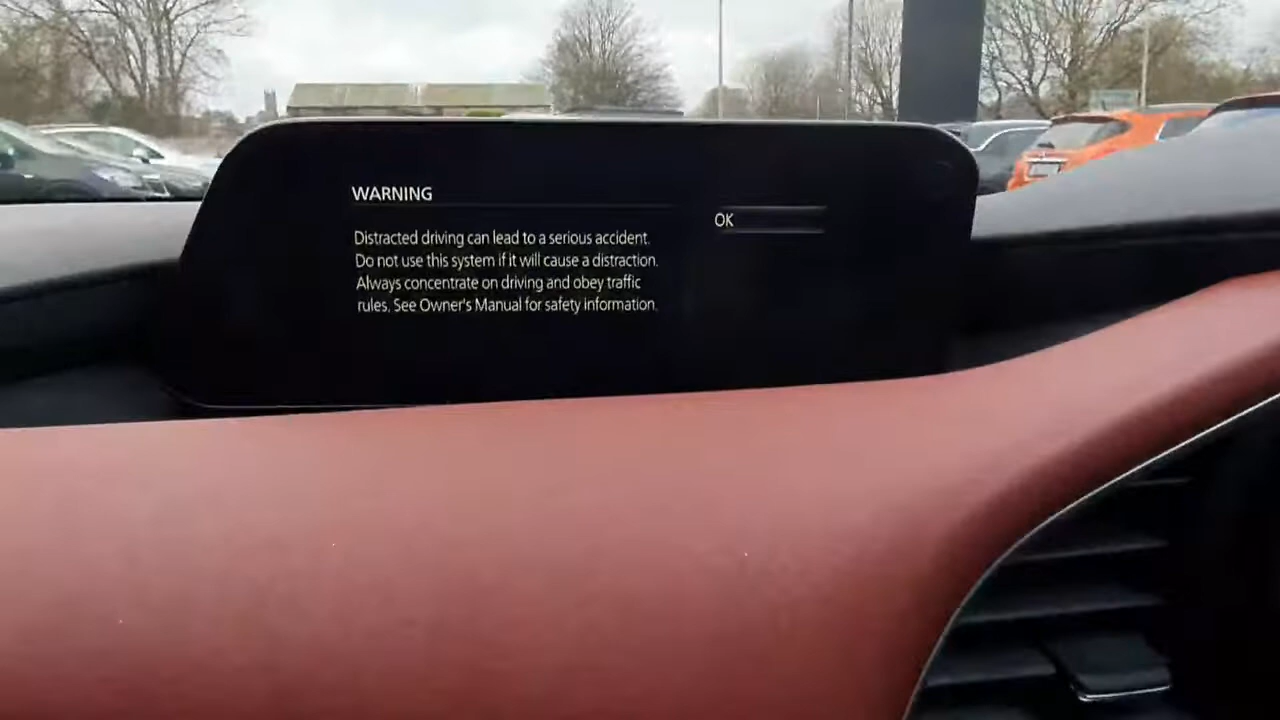 WARNING
Distracted driving can lead to a serious accident.
Do not use this system if it will cause a distraction.
Always concentrate on driving and obey traffic
rules. See Owner's Manual for safety information.
OK